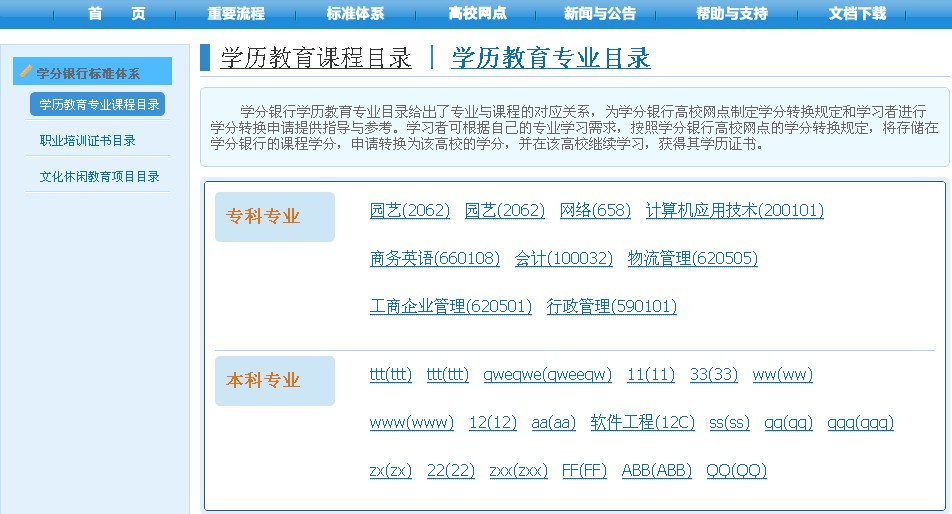 首 页 重要流程 标准体系 高校网点 新闻与公告 帮助与支持 文档下载
学分银行标准体系
学历教育专业课程目录
职业培训证书目录
文化休闲教育项目目录
学历教育课程目录 | 学历教育专业目录
学分银行学历教育专业目录给出了专业与课程的对应关系，为学分银行高校网点制定学分转换规定和学习者进行
学分转换申请提供指导与参考。学习者可根据自己的专业学习需求，按照学分银行高校网点的学分转换规定，将存储在
学分银行的课程学分，申请转换为该高校的学分，并在该高校继续学习，获得其学历证书。
专科专业
园艺(2062) 园艺(2062) 网络(658) 计算机应用技术(200101)
商务英语(660108) 会计(100032) 物流管理(620505)
工商企业管理(620501) 行政管理(590101)
本科专业
ttt(ttt) ttt(ttt) qweqwe(qweeqw) 11(11) 33(33) ww(ww)
www(www) 12(12) aa(aa) 软件工程(12C) ss(ss) qq(qq) qqq(qqq)
zx(zx) 22(22) zxx(zxx) FF(FF) ABB(ABB) QQ(QQ)